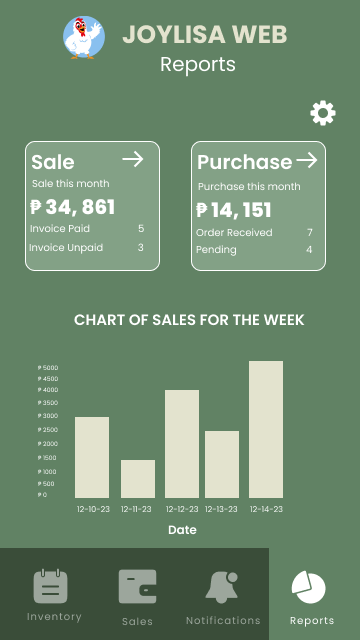 JOYLISA WEB
Reports
Sale
Sale this month
₱ 34, 861
Invoice Paid 5
Invoice Unpaid 3
Purchase
Purchase this month
₱ 14, 151
Order Received 7
Pending 4
CHART OF SALES FOR THE WEEK
₱ 5000
₱ 4500
₱ 4000
₱ 3500
₱ 3000
₱ 2500
₱ 2000
₱ 1500
₱ 1000
₱ 500
₱ 0
12-10-23 12-11-23 12-12-23 12-13-23 12-14-23
Date
Inventory Sales Notifications Reports